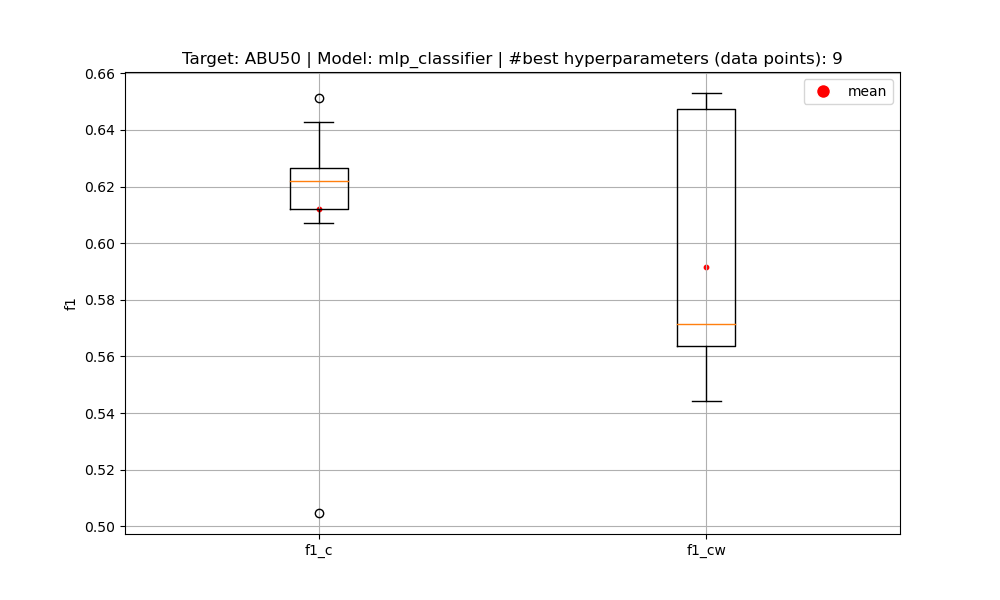 Target: ABU50 | Model: mlp_classifier | #best hyperparameters (data points): 9
mean
f1
0.66
0.64
0.62
0.60
0.58
0.56
0.54
0.52
0.50
f1_c
f1_cw